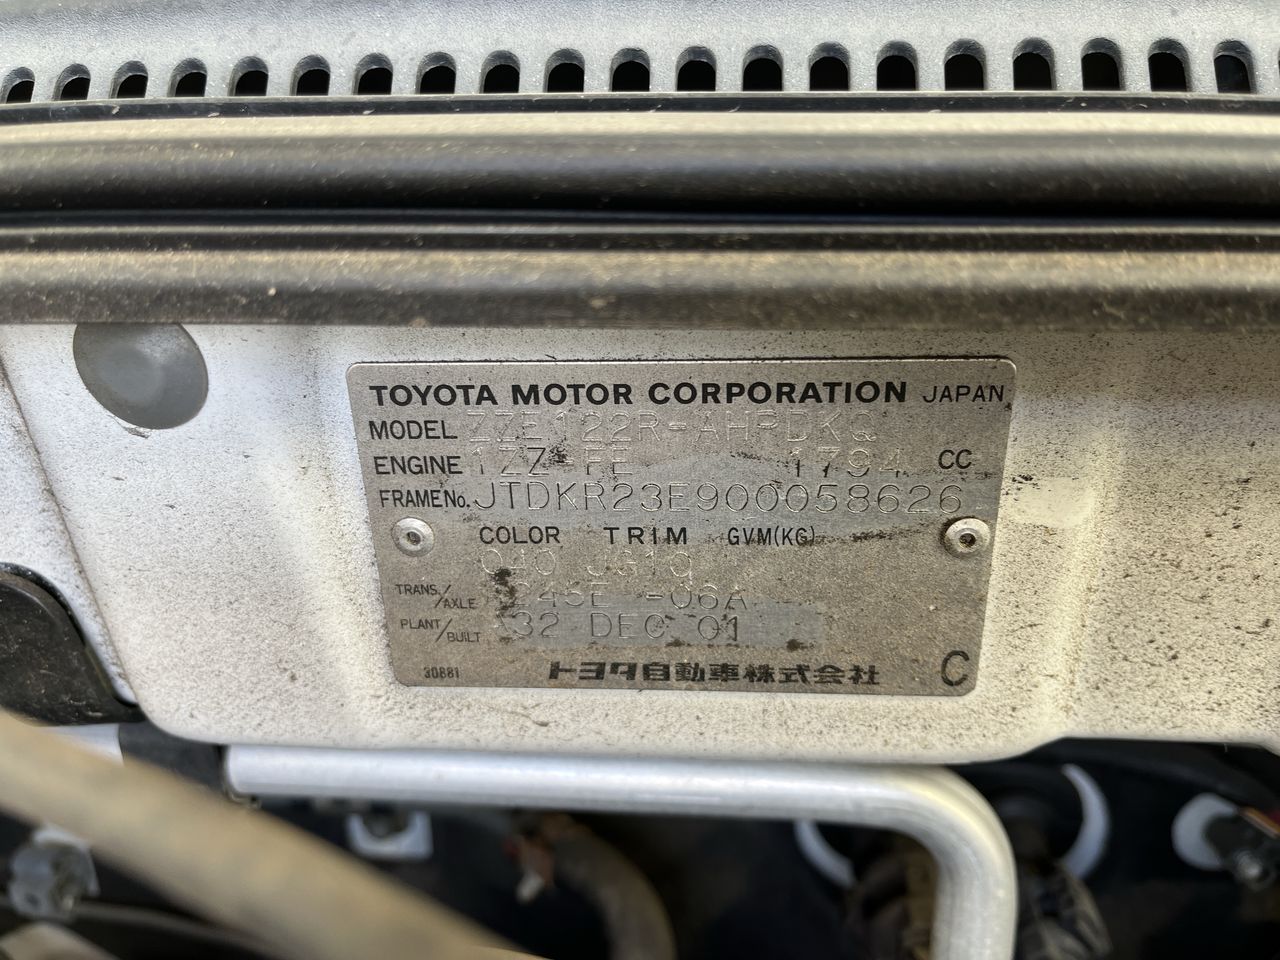 TOYOTA MOTOR CORPORATION JAPAN
MODEL ZZE122R-AHPDKQ
ENGINE 1ZZ-FE 1794 CC
FRAME No. JTDKR23E900058626
COLOR TRIM GVM(KG)
040 JG10
TRANS./AXLE -06A
PLANT/BUILT A32 DEC 01
30881 トヨタ自動車株式会社 C